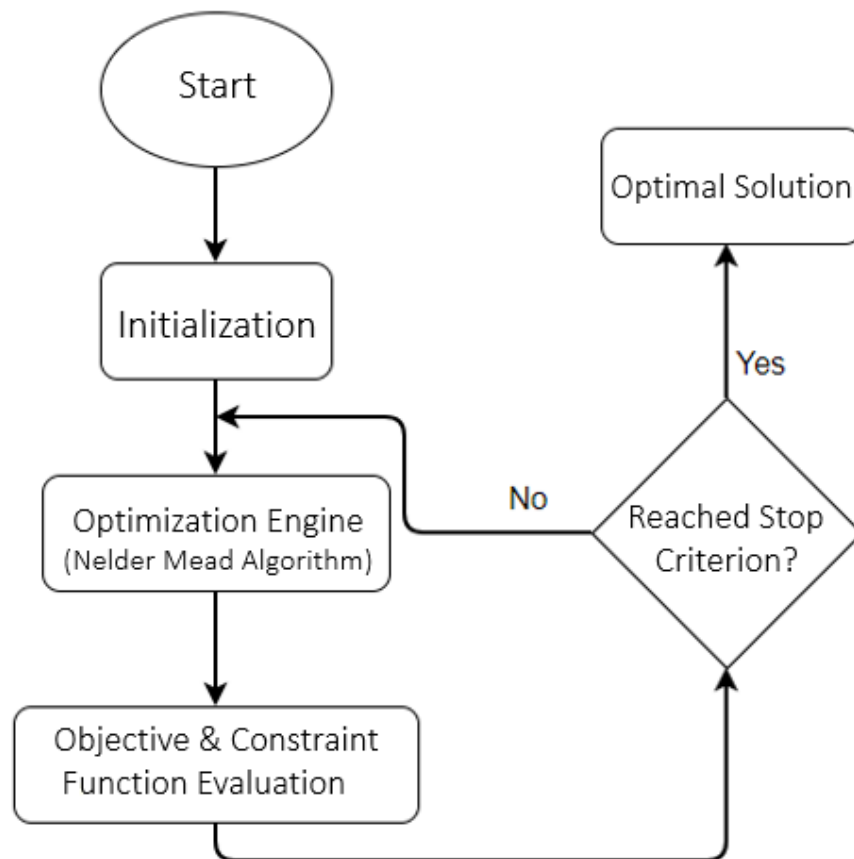 Start
Initialization
Optimization Engine
(Nelder Mead Algorithm)
Objective & Constraint
Function Evaluation
Reached Stop
Criterion?
No
Yes
Optimal Solution